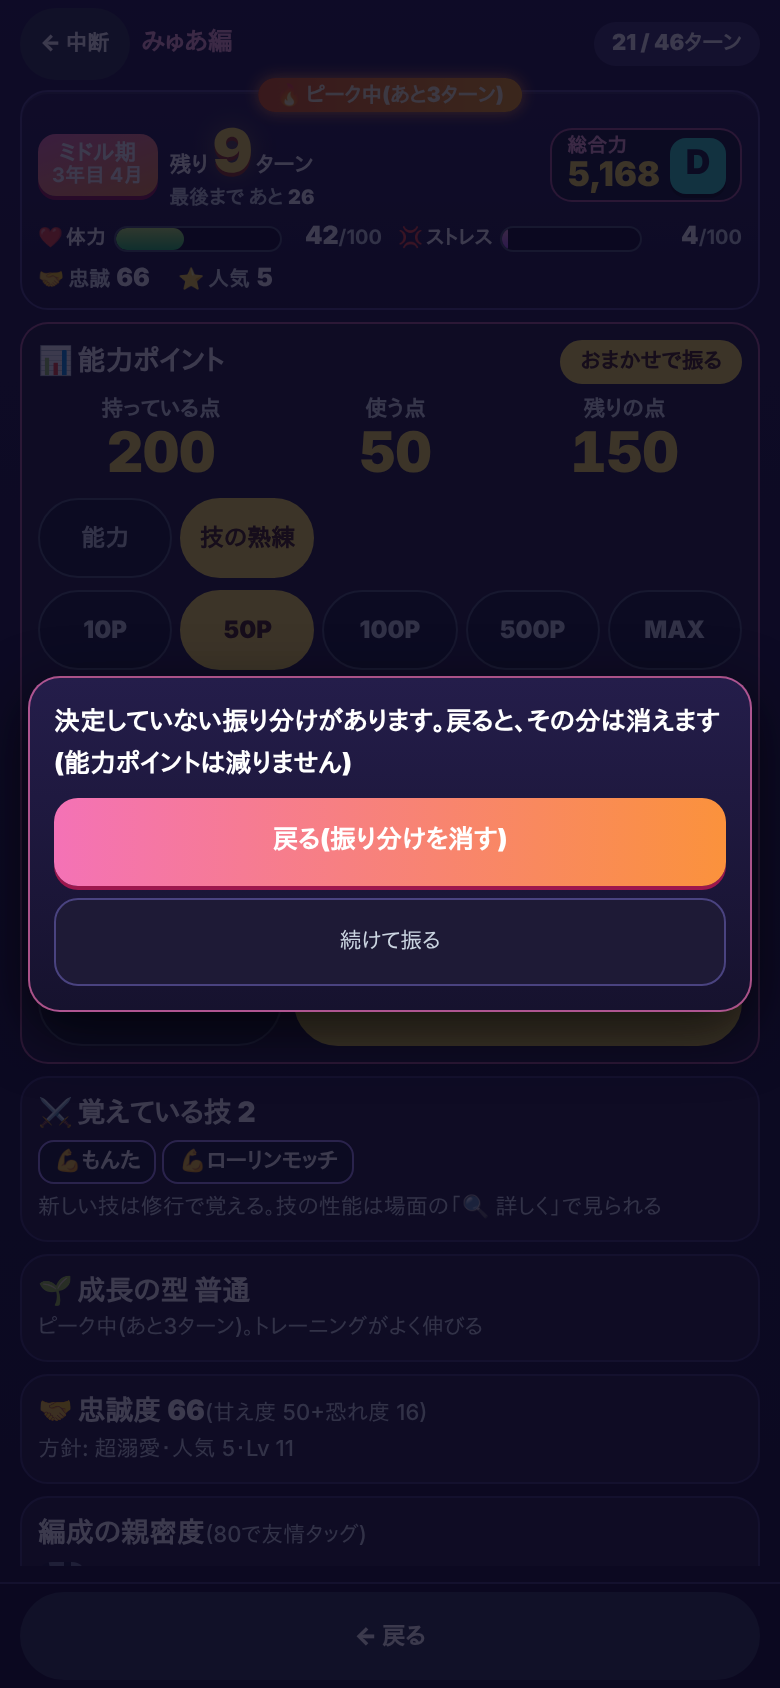 ← 中断 みゅあ編 21 / 46ターン
🔥 ピーク中(あと3ターン)
ミドル期
3年目 4月
残り 9 ターン
最後まで あと 26
総合力
5,168 D
❤️ 体力 42/100 💢 ストレス 4/100
🤝 忠誠 66 ⭐ 人気 5
📊 能力ポイント おまかせで振る
持っている点 使う点 残りの点
200 50 150
能力 技の熟練
10P 50P 100P 500P MAX
決定していない振り分けがあります。戻ると、その分は消えます
(能力ポイントは減りません)
戻る(振り分けを消す)
続けて振る
⚔️ 覚えている技 2
💪もんた 💪ローリンモッチ
新しい技は修行で覚える。技の性能は場面の「🔍 詳しく」で見られる
🌱 成長の型 普通
ピーク中(あと3ターン)。トレーニングがよく伸びる
🤝 忠誠度 66(甘え度 50+恐れ度 16)
方針: 超溺愛·人気 5·Lv 11
編成の親密度(80で友情タッグ)
← 戻る